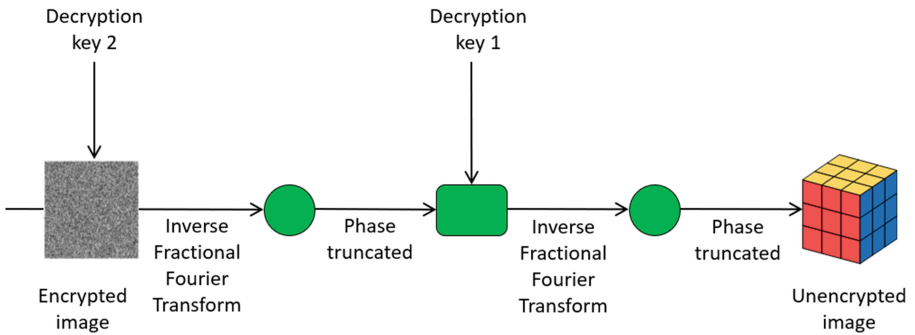 Decryption
key 2
Decryption
key 1
Inverse
Fractional
Fourier
Transform
Phase
truncated
Inverse
Fractional
Fourier
Transform
Phase
truncated
Encrypted
image
Unencrypted
image